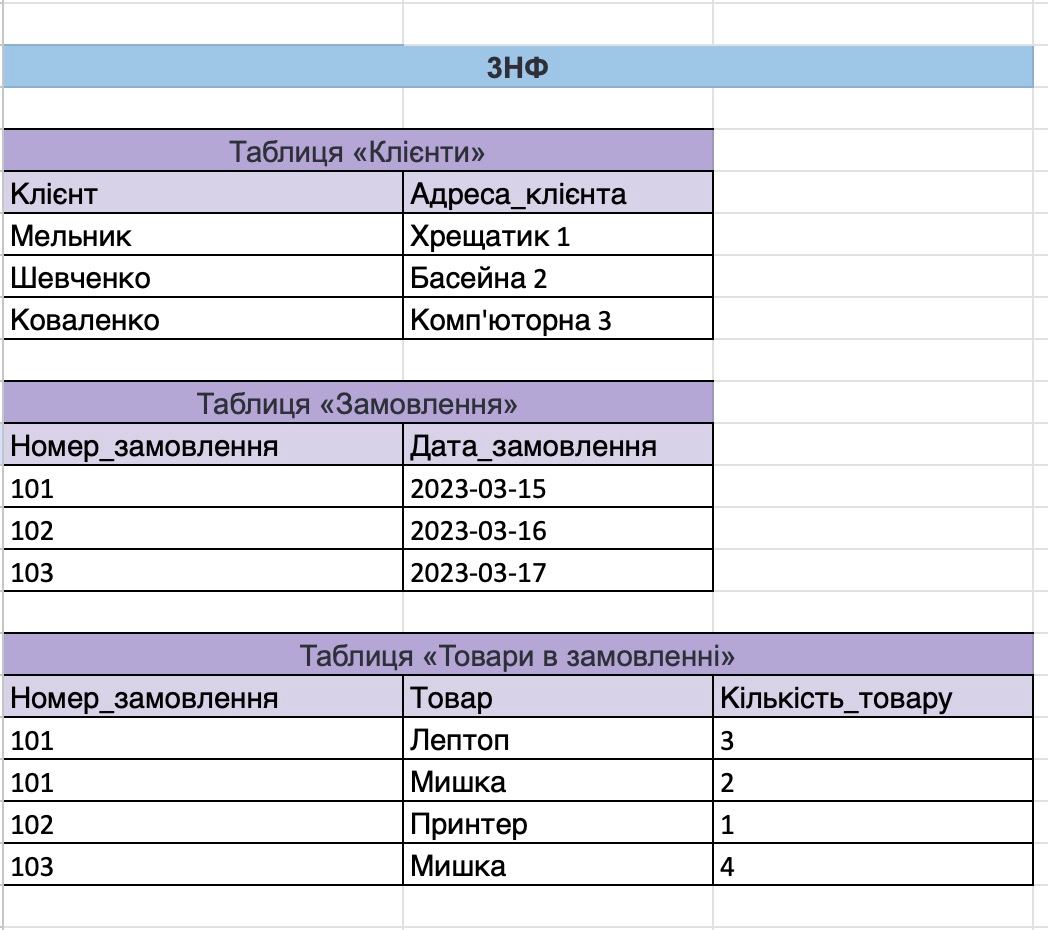 3НФ
Таблиця «Клієнти»
Клієнт Адреса_клієнта
Мельник Хрещатик 1
Шевченко Басейна 2
Коваленко Комп'юторна 3
Таблиця «Замовлення»
Номер_замовлення Дата_замовлення
101 2023-03-15
102 2023-03-16
103 2023-03-17
Таблиця «Товари в замовленні»
Номер_замовлення Товар Кількість_товару
101 Лептоп 3
101 Мишка 2
102 Принтер 1
103 Мишка 4